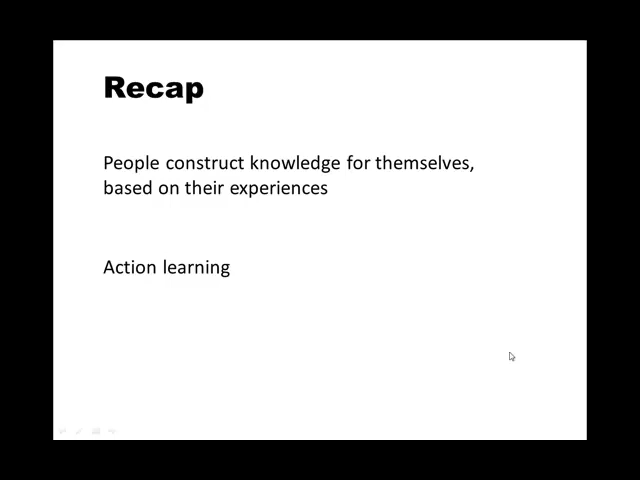 Recap
People construct knowledge for themselves,
based on their experiences
Action learning